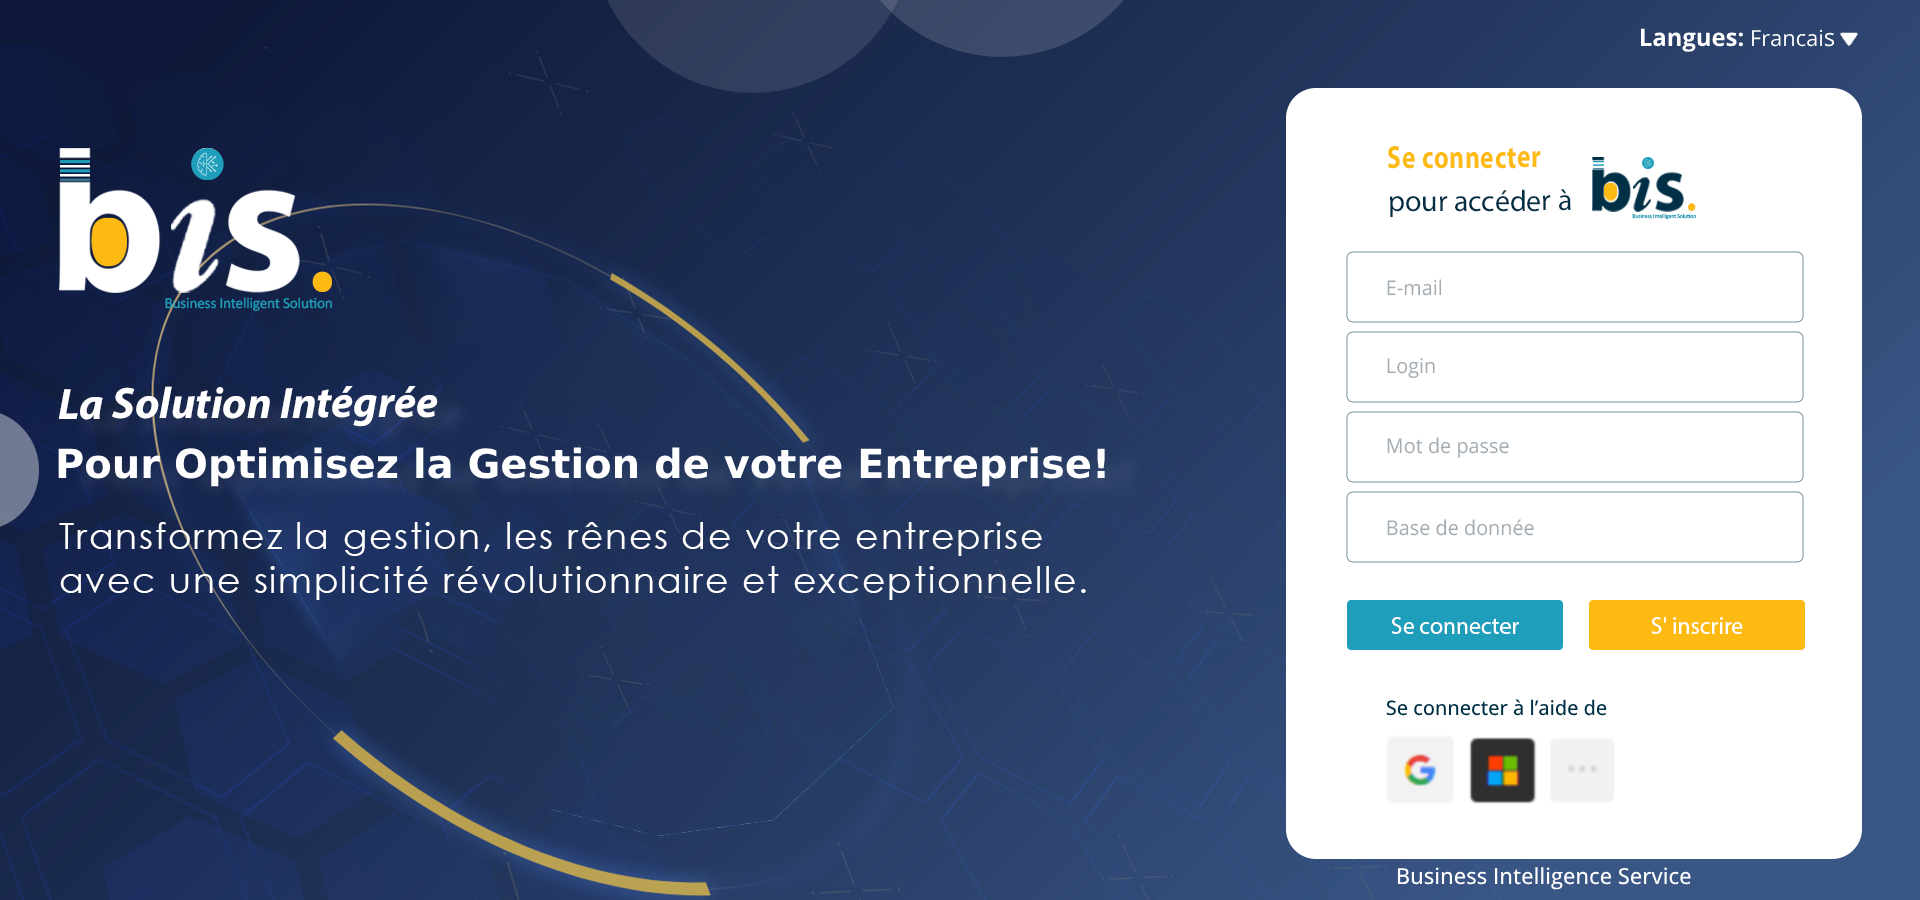 Langues: Francais
bis.
Business Intelligent Solution
La Solution Intégrée
Pour Optimisez la Gestion de votre Entreprise!
Transformez la gestion, les rênes de votre entreprise
avec une simplicité révolutionnaire et exceptionnelle.
Se connecter
pour accéder à
bis.
Business Intelligent Solution
E-mail
Login
Mot de passe
Base de donnée
Se connecter
S' inscrire
Se connecter à l’aide de
Business Intelligence Service